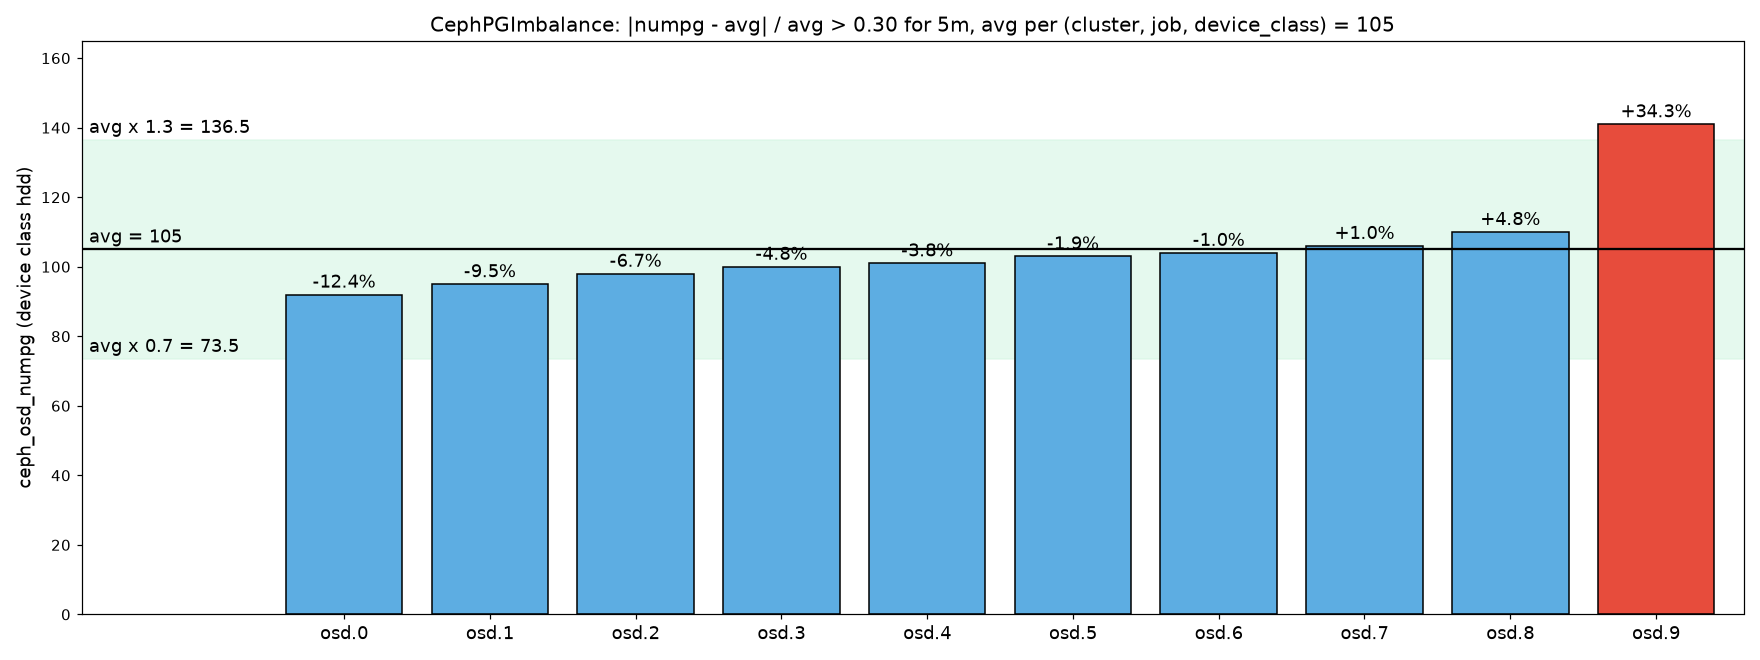 CephPGImbalance: |numpg - avg| / avg > 0.30 for 5m, avg per (cluster, job, device_class) = 105
ceph_osd_numpg (device class hdd)
160
140
120
100
80
60
40
20
0
avg x 1.3 = 136.5
avg = 105
avg x 0.7 = 73.5
-12.4%
-9.5%
-6.7%
-4.8%
-3.8%
-1.9%
-1.0%
+1.0%
+4.8%
+34.3%
osd.0
osd.1
osd.2
osd.3
osd.4
osd.5
osd.6
osd.7
osd.8
osd.9